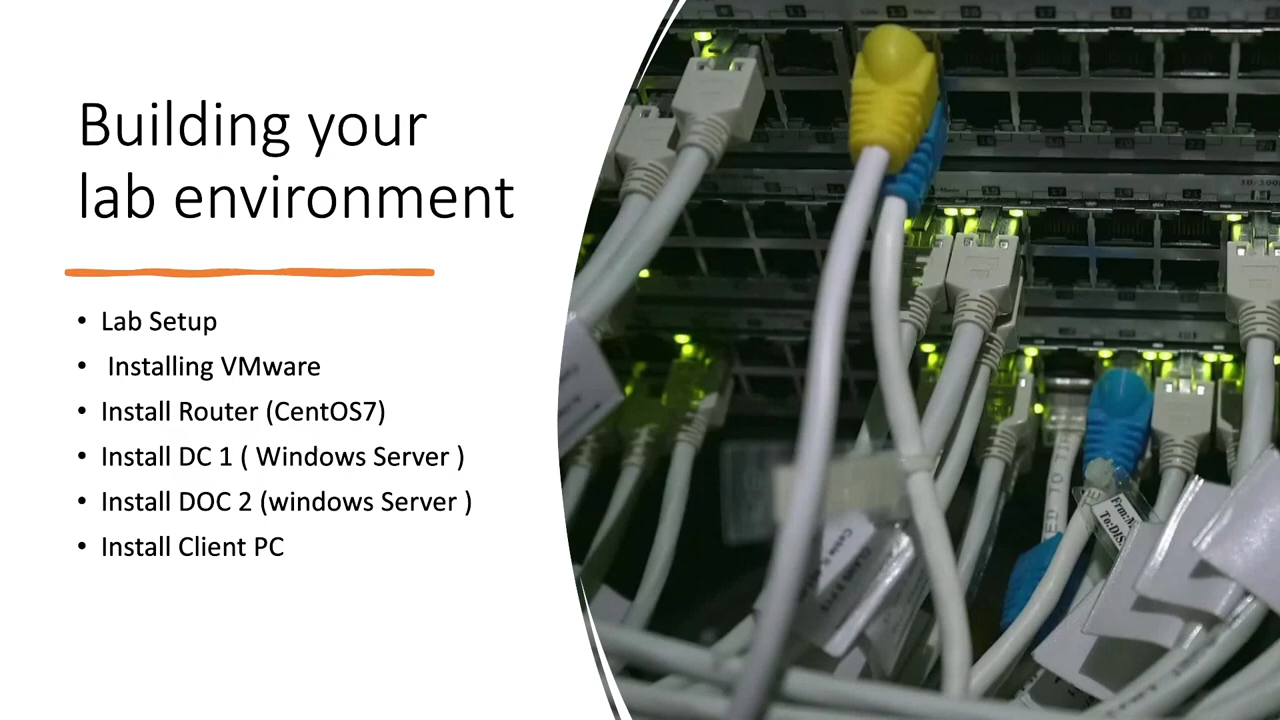 Building your
lab environment
• Lab Setup
• Installing VMware
• Install Router (CentOS7)
• Install DC 1 ( Windows Server )
• Install DOC 2 (windows Server )
• Install Client PC